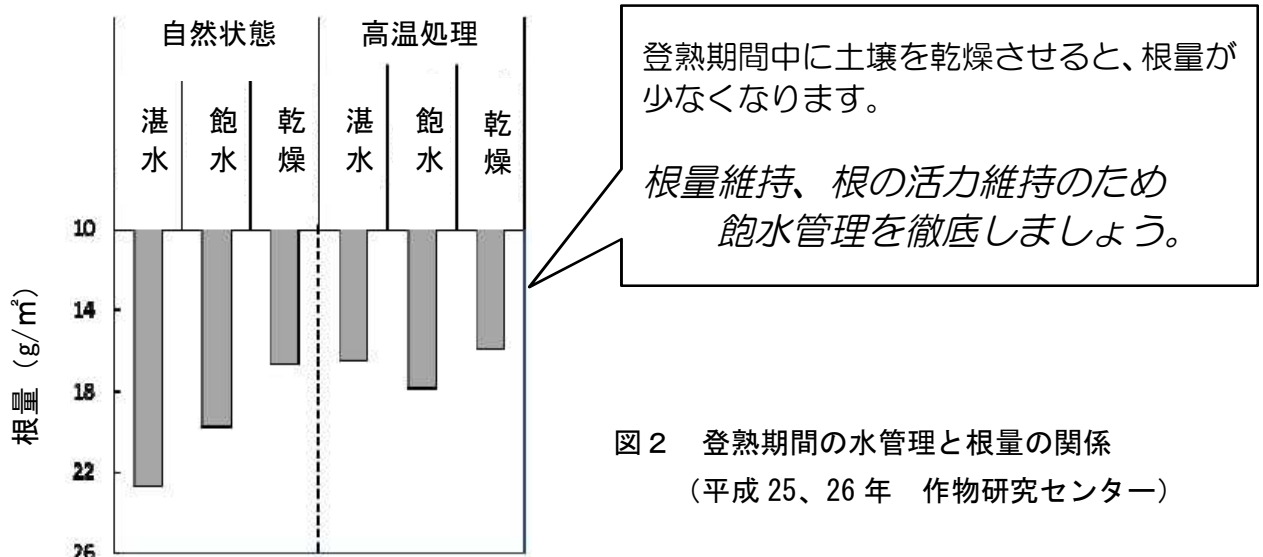 自然状態
高温処理
湛水
飽水
乾燥
湛水
飽水
乾燥
10
14
18
22
26
根量（g/㎡）
登熟期間中に土壌を乾燥させると、根量が
少なくなります。
根量維持、根の活力維持のため
飽水管理を徹底しましょう。
図２　登熟期間の水管理と根量の関係
（平成 25、26 年　作物研究センター）